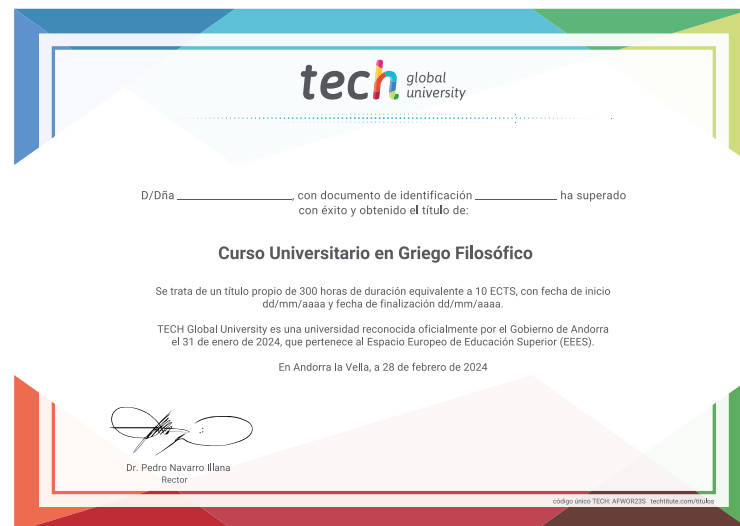 tech global university
D/Dña ____________________, con documento de identificación ______________ ha superado
con éxito y obtenido el título de:
Curso Universitario en Griego Filosófico
Se trata de un título propio de 300 horas de duración equivalente a 10 ECTS, con fecha de inicio
dd/mm/aaaa y fecha de finalización dd/mm/aaaa.
TECH Global University es una universidad reconocida oficialmente por el Gobierno de Andorra
el 31 de enero de 2024, que pertenece al Espacio Europeo de Educación Superior (EEES).
En Andorra la Vella, a 28 de febrero de 2024
Dr. Pedro Navarro Illana
Rector
código único TECH: AFWOR23S techtitute.com/titulos